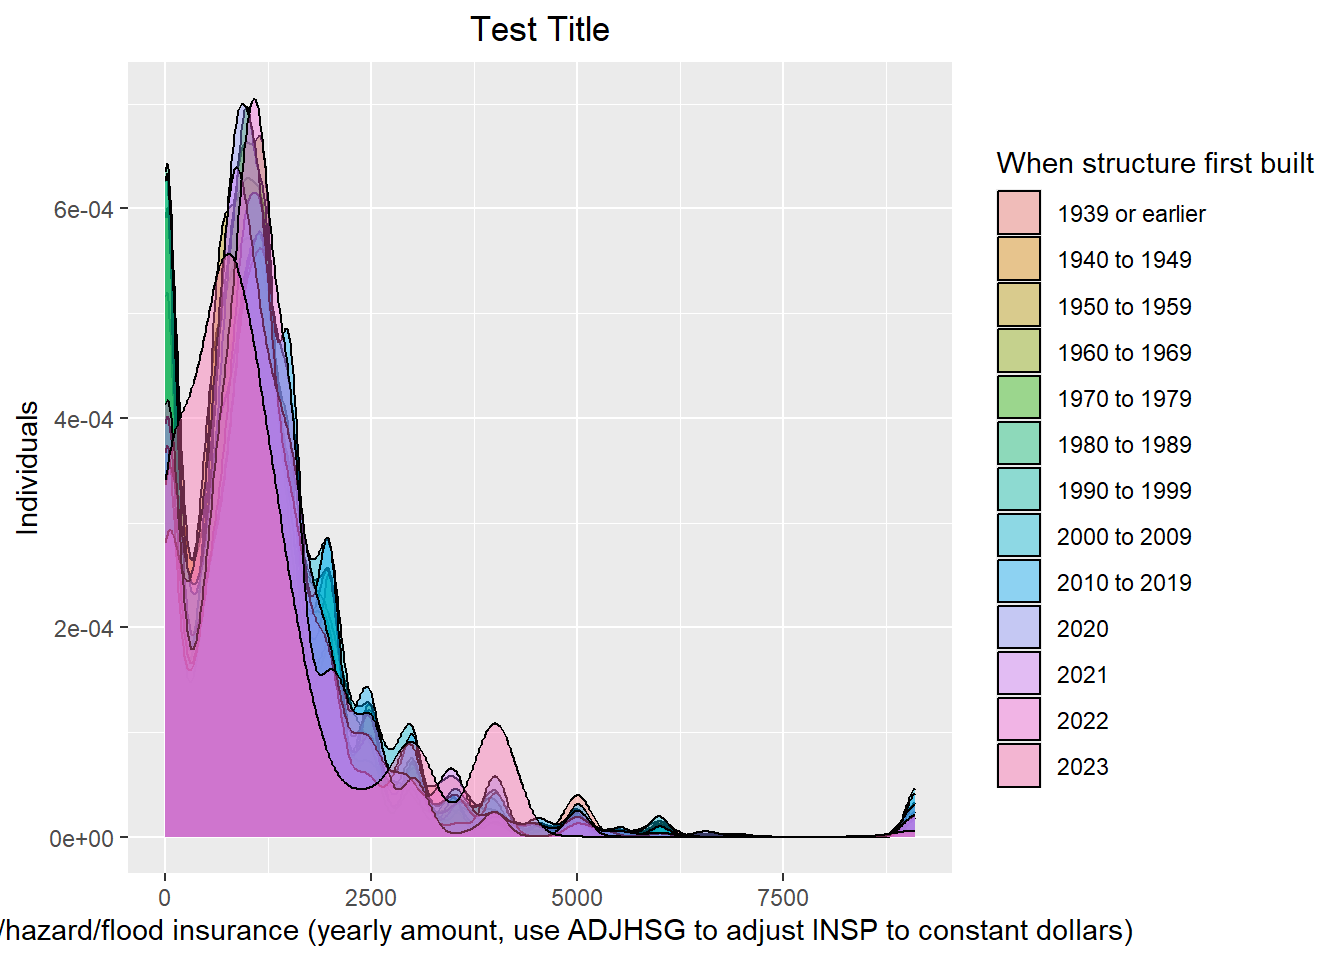 Test Title
Individuals
6e-04
4e-04
2e-04
0e+00
0
2500
5000
7500
/hazard/flood insurance (yearly amount, use ADJHSG to adjust INSP to constant dollars)
When structure first built
1939 or earlier
1940 to 1949
1950 to 1959
1960 to 1969
1970 to 1979
1980 to 1989
1990 to 1999
2000 to 2009
2010 to 2019
2020
2021
2022
2023